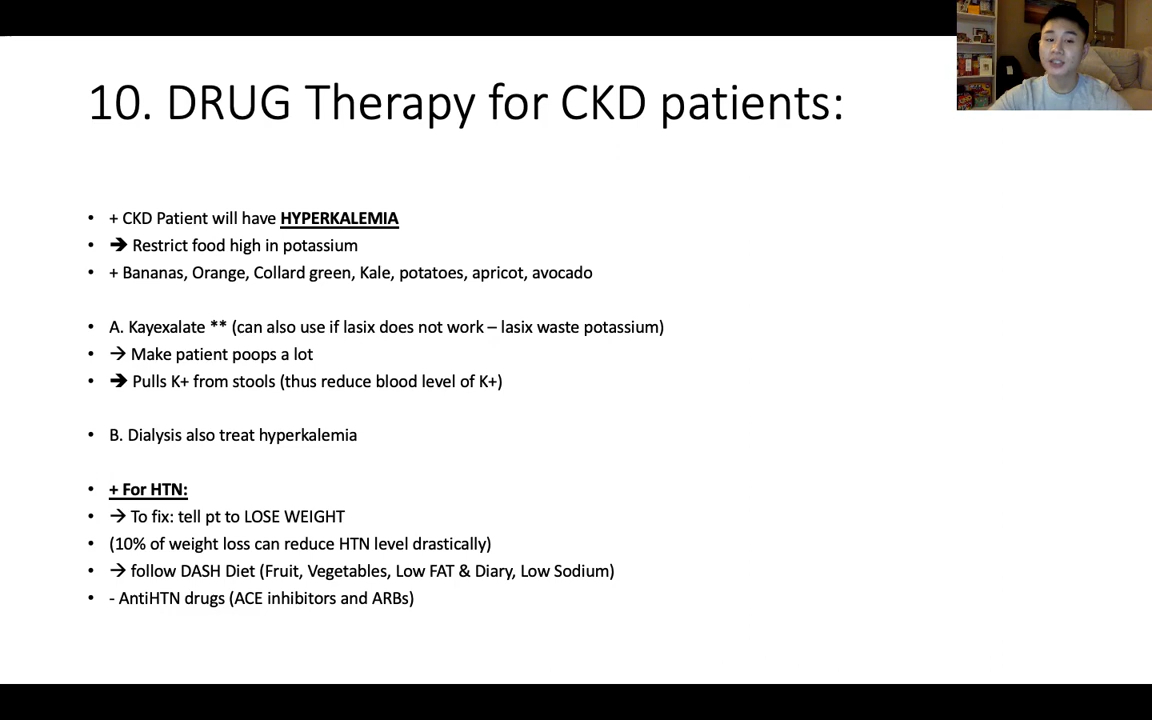 10. DRUG Therapy for CKD patients:
• + CKD Patient will have HYPERKALEMIA
• ➔ Restrict food high in potassium
• + Bananas, Orange, Collard green, Kale, potatoes, apricot, avocado
• A. Kayexalate ** (can also use if lasix does not work – lasix waste potassium)
• → Make patient poops a lot
• ➔ Pulls K+ from stools (thus reduce blood level of K+)
• B. Dialysis also treat hyperkalemia
• + For HTN:
• → To fix: tell pt to LOSE WEIGHT
• (10% of weight loss can reduce HTN level drastically)
• → follow DASH Diet (Fruit, Vegetables, Low FAT & Diary, Low Sodium)
• - AntiHTN drugs (ACE inhibitors and ARBs)